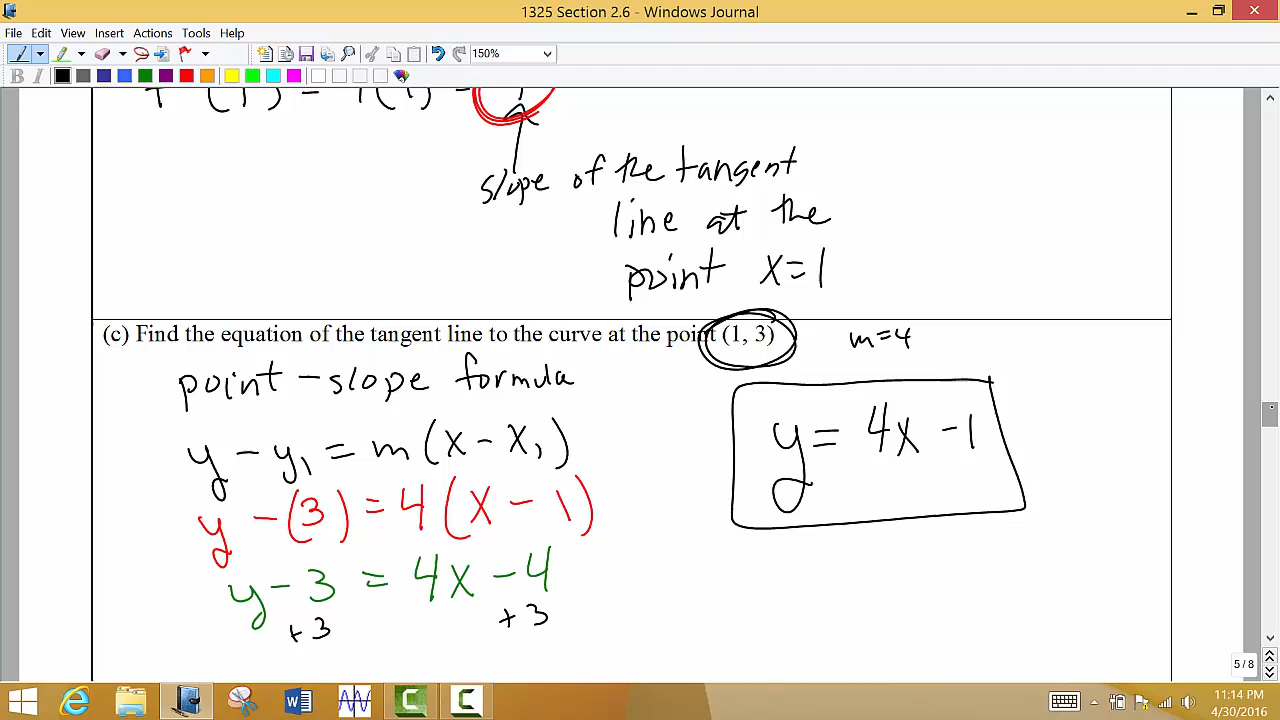 1325 Section 2.6 - Windows Journal
File Edit View Insert Actions Tools Help
150%
B I
slope of the tangent
line at the
point x=1
(c) Find the equation of the tangent line to the curve at the point (1, 3) m=4
point-slope formula
y - y₁ = m(x - x₁)
y = 4x - 1
y - (3) = 4(x - 1)
y - 3 = 4x - 4
+3 +3
5 / 8
11:14 PM
4/30/2016